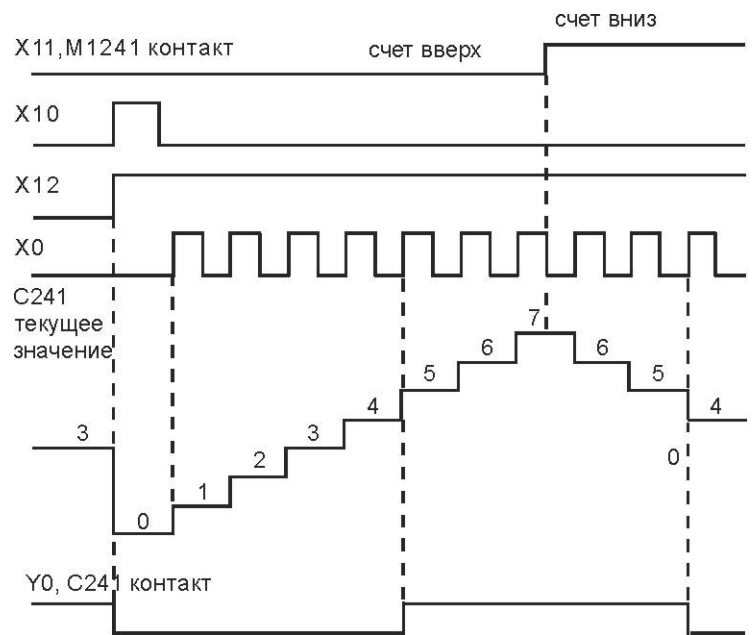 счет вниз
X11,M1241 контакт
счет вверх
X10
X12
X0
C241
текущее
значение
7
6
6
5
5
4
4
3
3
2
0
1
0
Y0, C241 контакт